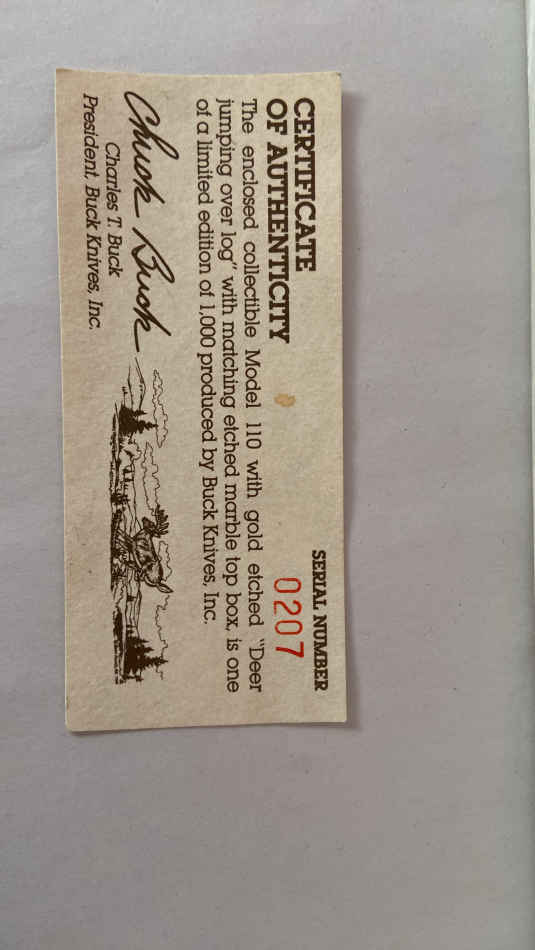 CERTIFICATE
OF AUTHENTICITY
SERIAL NUMBER
0207
The enclosed collectible Model 110 with gold etched "Deer
jumping over log" with matching etched marble top box, is one
of a limited edition of 1,000 produced by Buck Knives, Inc.
Chuck Buck
Charles T. Buck
President, Buck Knives, Inc.